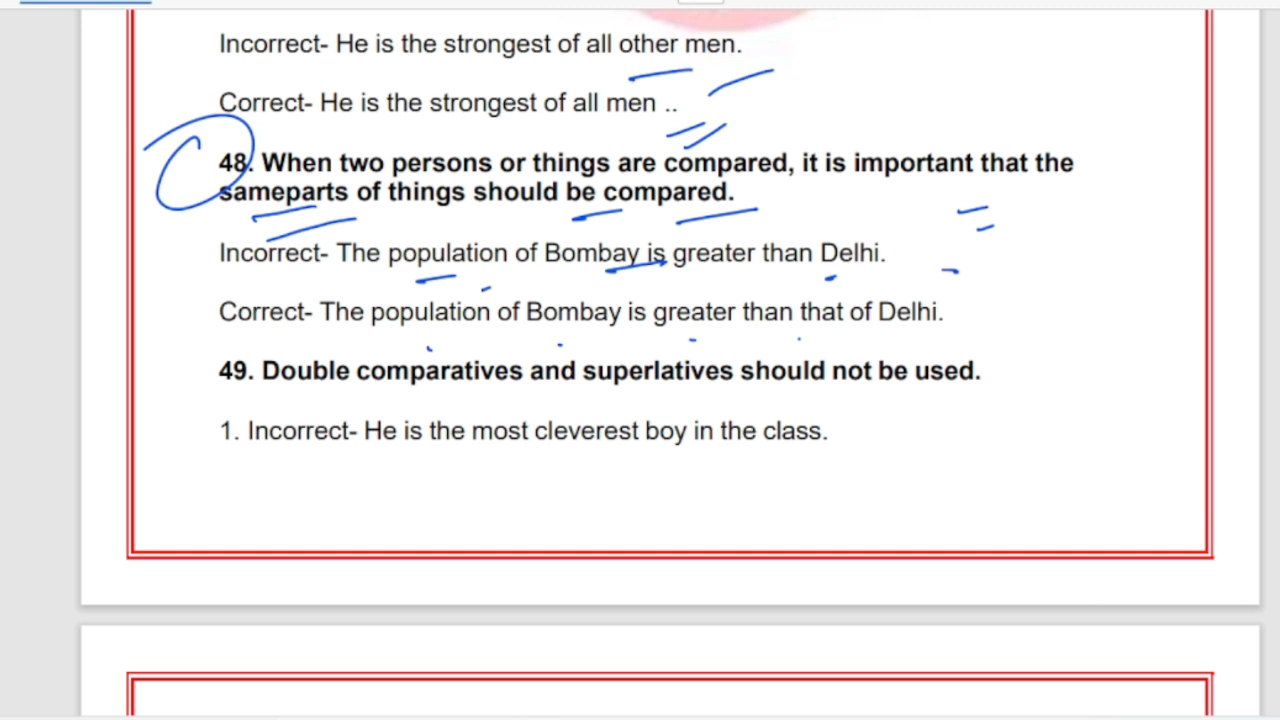 Incorrect- He is the strongest of all other men.
Correct- He is the strongest of all men ..
48. When two persons or things are compared, it is important that the
sameparts of things should be compared.
Incorrect- The population of Bombay is greater than Delhi.
Correct- The population of Bombay is greater than that of Delhi.
49. Double comparatives and superlatives should not be used.
1. Incorrect- He is the most cleverest boy in the class.